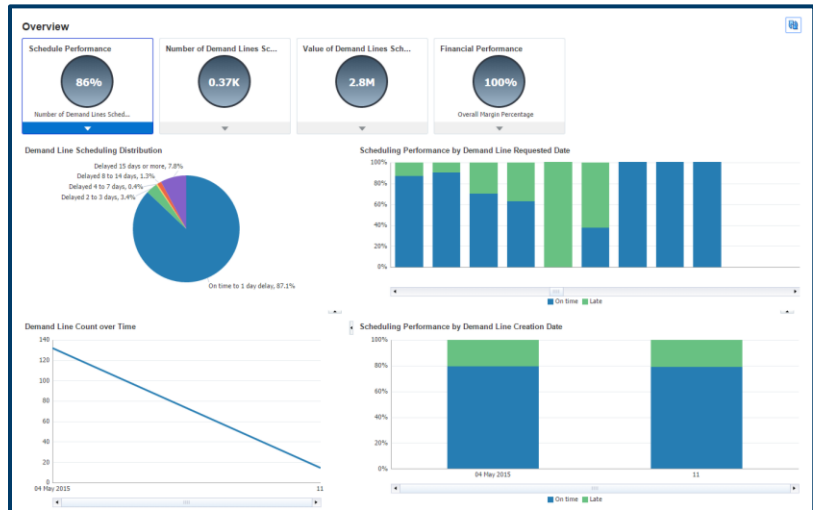 Overview
Schedule Performance
86%
Number of Demand Lines Sched...
Number of Demand Lines Sc...
0.37K
Value of Demand Lines Sch...
2.8M
Financial Performance
100%
Overall Margin Percentage
Demand Line Scheduling Distribution
Delayed 15 days or more, 7.8%
Delayed 8 to 14 days, 1.3%
Delayed 4 to 7 days, 0.4%
Delayed 2 to 3 days, 3.4%
On time to 1 day delay, 87.1%
Scheduling Performance by Demand Line Requested Date
100%
80%
60%
40%
20%
0%
On time Late
Demand Line Count over Time
140
120
100
80
60
40
20
0
04 May 2015 11
Scheduling Performance by Demand Line Creation Date
100%
80%
60%
40%
20%
0%
04 May 2015 11
On time Late